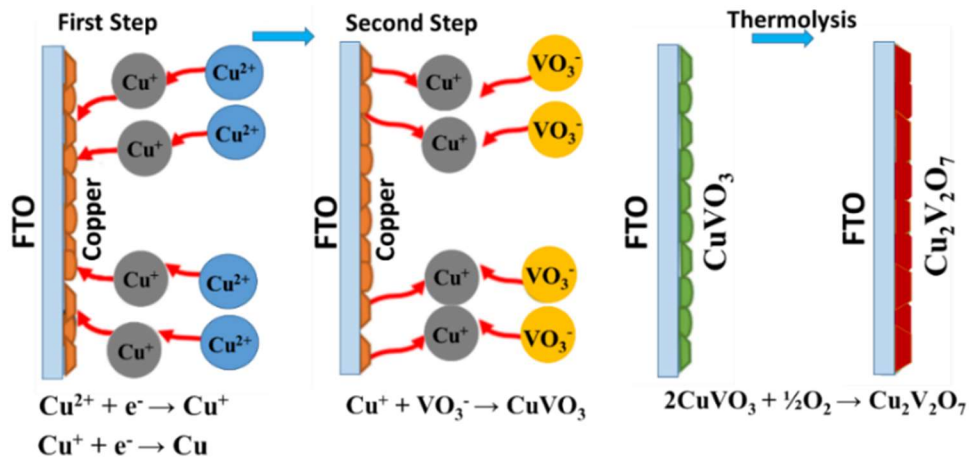 First Step
Cu²⁺
Cu⁺
Cu²⁺
Cu⁺
FTO
Copper
Cu⁺
Cu²⁺
Cu⁺
Cu²⁺
Cu²⁺ + e⁻ → Cu⁺
Cu⁺ + e⁻ → Cu
Second Step
Cu⁺
VO₃⁻
Cu⁺
VO₃⁻
FTO
Cu⁺
VO₃⁻
Cu⁺
VO₃⁻
Cu⁺ + VO₃⁻ → CuVO₃
Thermolysis
FTO
CuVO₃
FTO
Cu₂V₂O₇
2CuVO₃ + ½O₂ → Cu₂V₂O₇